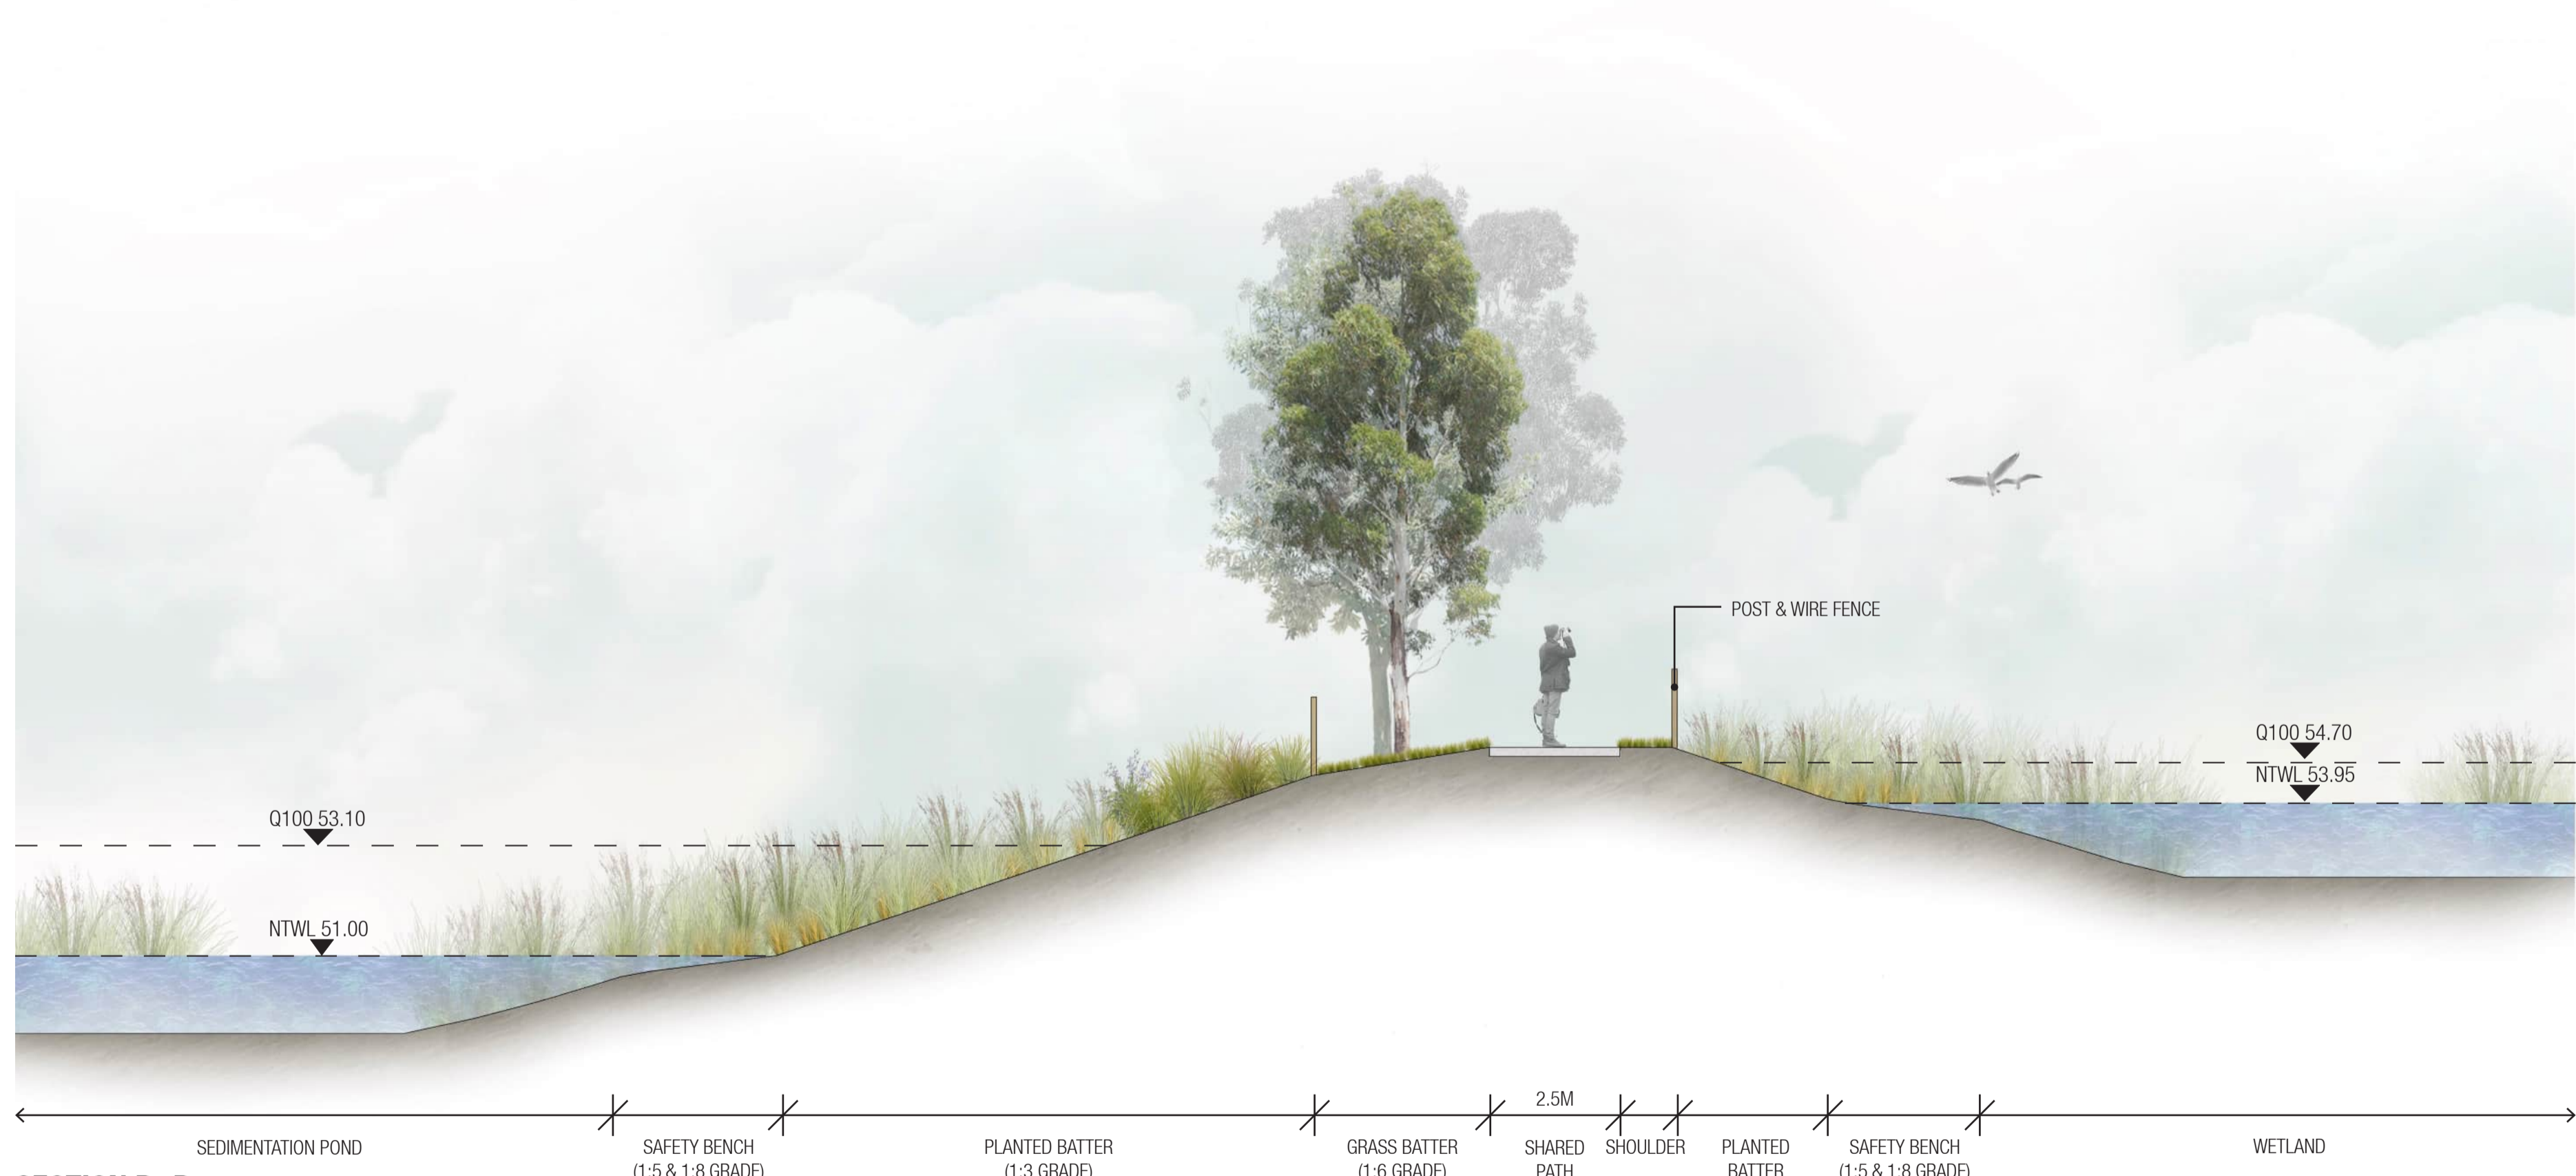 POST & WIRE FENCE
Q100 54.70
NTWL 53.95
Q100 53.10
NTWL 51.00
2.5M
SEDIMENTATION POND
SAFETY BENCH
(1:5 & 1:8 GRADE)
PLANTED BATTER
(1:3 GRADE)
GRASS BATTER
(1:6 GRADE)
SHARED
PATH
SHOULDER
PLANTED
BATTER
SAFETY BENCH
(1:5 & 1:8 GRADE)
WETLAND